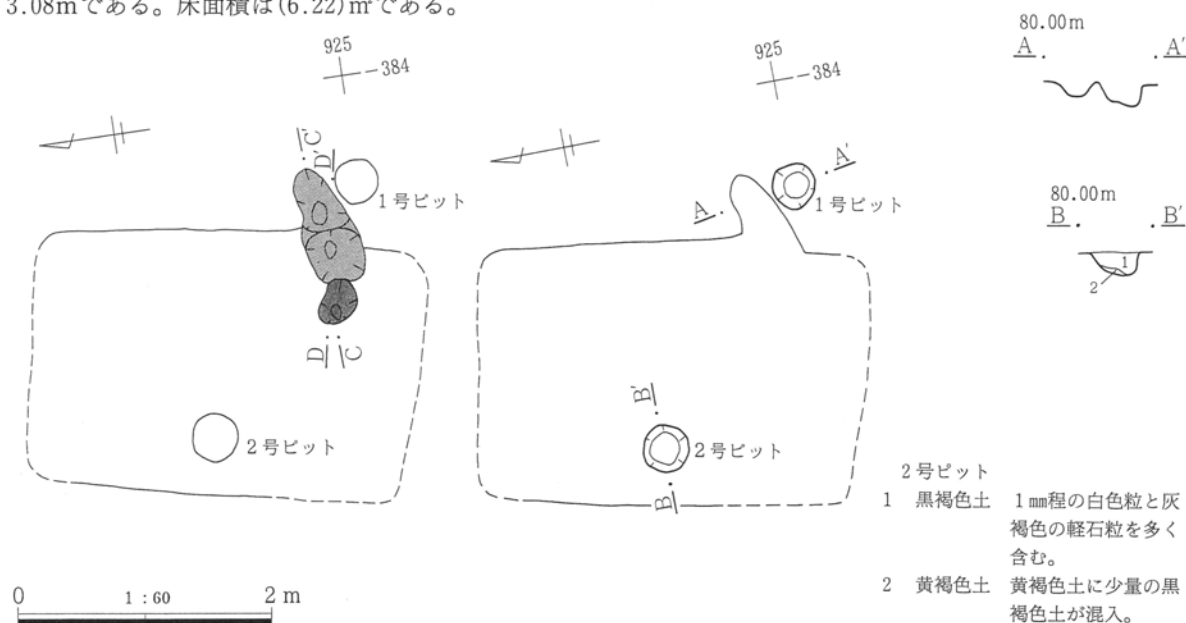 3.08mである。床面積は(6.22)㎡である。
925
-384
C'
D'
1号ピット
D
C
2号ピット
925
-384
A'
A
1号ピット
B'
2号ピット
B
80.00m
A A'
80.00m
B B'
1
2
2号ピット
1 黒褐色土 1㎜程の白色粒と灰
褐色の軽石粒を多く
含む。
2 黄褐色土 黄褐色土に少量の黒
褐色土が混入。
0 1:60 2m